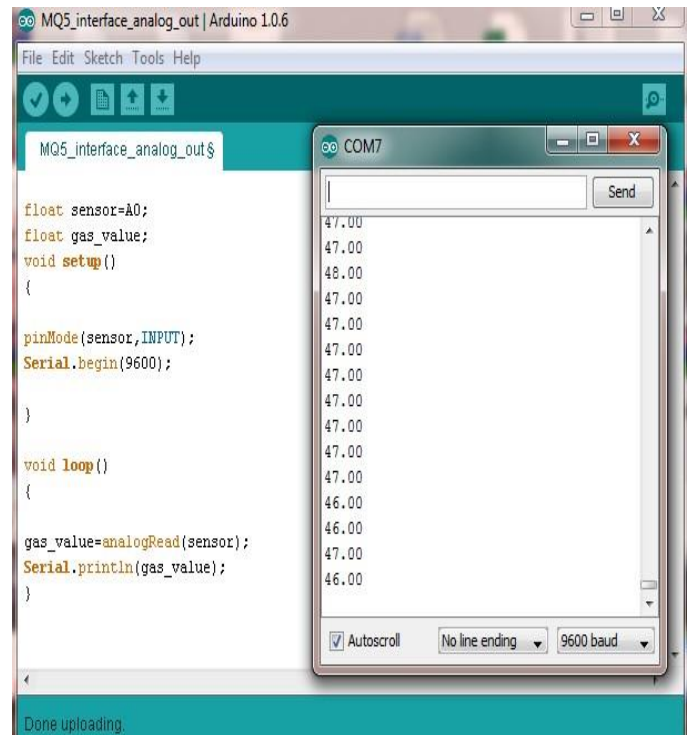 MQ5_interface_analog_out | Arduino 1.0.6
File Edit Sketch Tools Help
MQ5_interface_analog_out§
float sensor=A0;
float gas_value;
void setup()
{
pinMode(sensor,INPUT);
Serial.begin(9600);
}
void loop()
{
gas_value=analogRead(sensor);
Serial.println(gas_value);
}
COM7
Send
47.00
47.00
48.00
47.00
47.00
47.00
47.00
47.00
47.00
47.00
47.00
46.00
46.00
47.00
46.00
Autoscroll
No line ending
9600 baud
Done uploading.